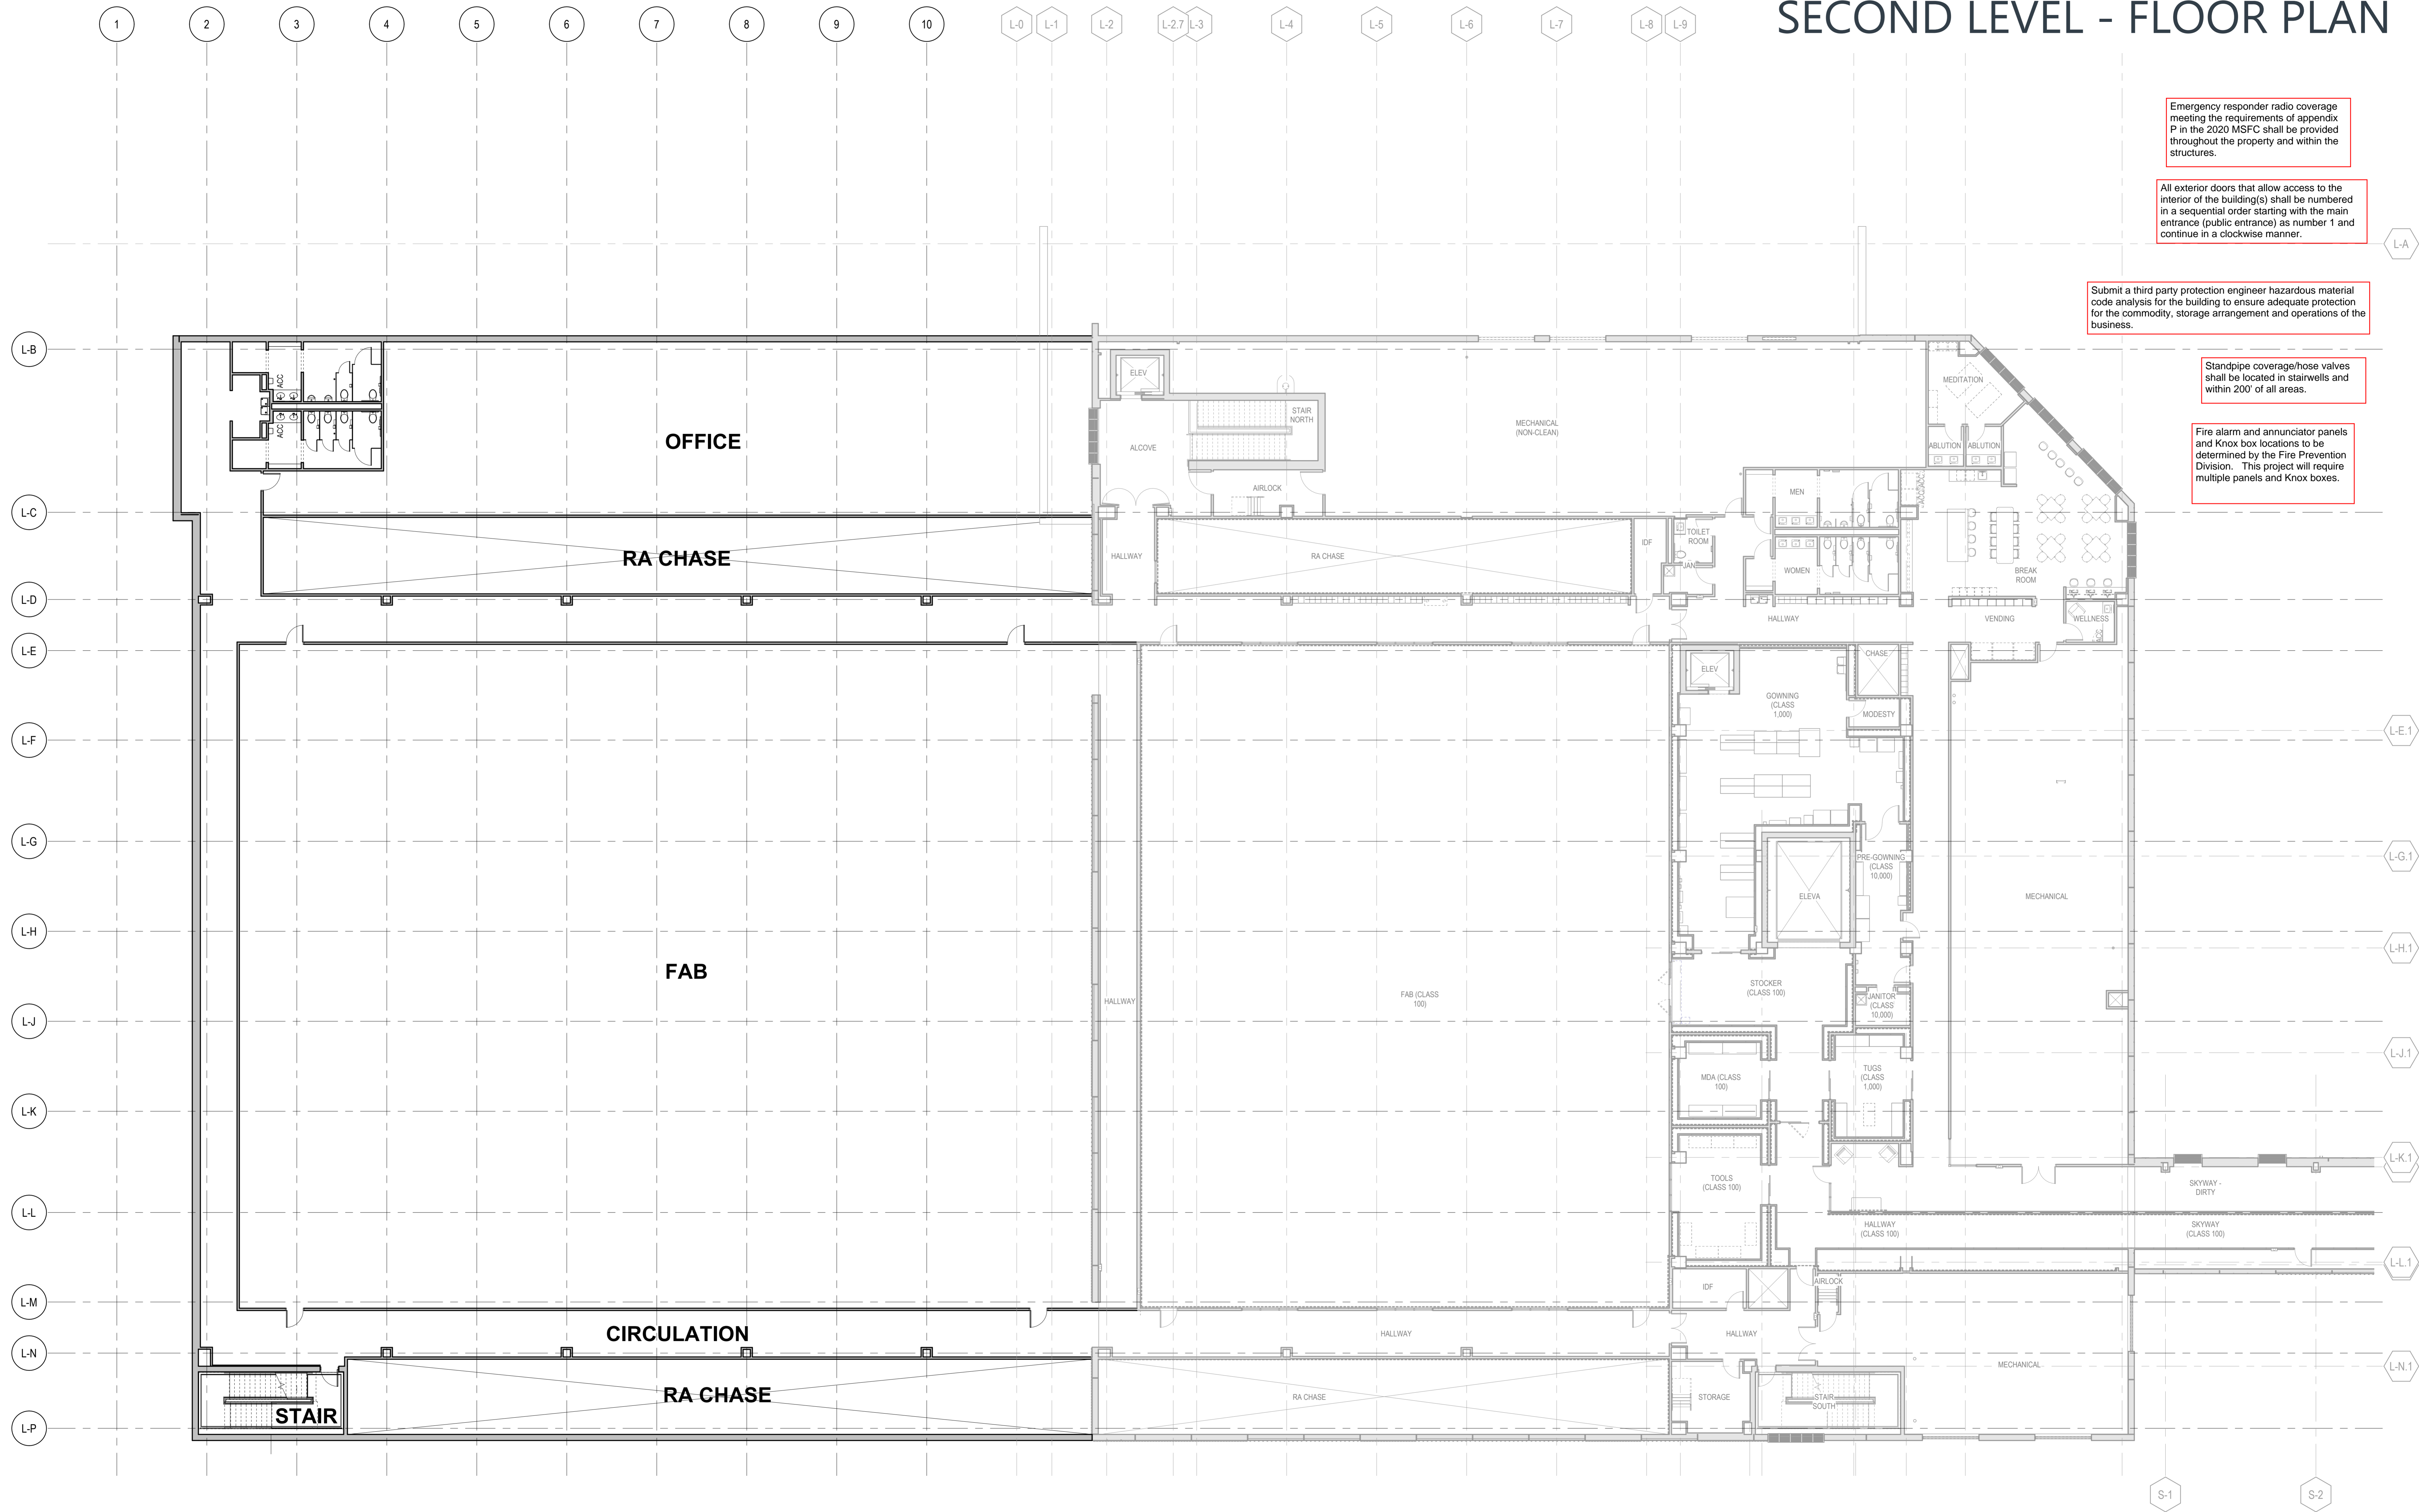 SECOND LEVEL - FLOOR PLAN
1
2
3
4
5
6
7
8
9
10
L-0
L-1
L-2
L-2.7
L-3
L-4
L-5
L-6
L-7
L-8
L-9
Emergency responder radio coverage
meeting the requirements of appendix
P in the 2020 MSFC shall be provided
throughout the property and within the
structures.
All exterior doors that allow access to the
interior of the building(s) shall be numbered
in a sequential order starting with the main
entrance (public entrance) as number 1 and
continue in a clockwise manner.
L-A
Submit a third party protection engineer hazardous material
code analysis for the building to ensure adequate protection
for the commodity, storage arrangement and operations of the
business.
Standpipe coverage/hose valves
shall be located in stairwells and
within 200' of all areas.
Fire alarm and annunciator panels
and Knox box locations to be
determined by the Fire Prevention
Division. This project will require
multiple panels and Knox boxes.
L-B
L-C
L-D
L-E
L-F
L-G
L-H
L-J
L-K
L-L
L-M
L-N
L-P
ACC
ACC
OFFICE
RA CHASE
FAB
CIRCULATION
RA CHASE
STAIR
ELEV
ALCOVE
STAIR
NORTH
AIRLOCK
MECHANICAL
(NON-CLEAN)
MEDITATION
ABLUTION
ABLUTION
MEN
WOMEN
TOILET
ROOM
JAN
IDF
HALLWAY
RA CHASE
BREAK
ROOM
HALLWAY
VENDING
WELLNESS
ACC
ELEV
CHASE
GOWNING
(CLASS
1,000)
MODESTY
PRE-GOWNING
(CLASS
10,000)
ELEVA
MECHANICAL
HALLWAY
FAB (CLASS
100)
STOCKER
(CLASS 100)
JANITOR
(CLASS
10,000)
MDA (CLASS
100)
TUGS
(CLASS
1,000)
TOOLS
(CLASS 100)
SKYWAY -
DIRTY
HALLWAY
(CLASS 100)
SKYWAY
(CLASS 100)
IDF
AIRLOCK
HALLWAY
HALLWAY
MECHANICAL
RA CHASE
STORAGE
STAIR
SOUTH
L-E.1
L-G.1
L-H.1
L-J.1
L-K.1
L-L.1
L-N.1
S-1
S-2